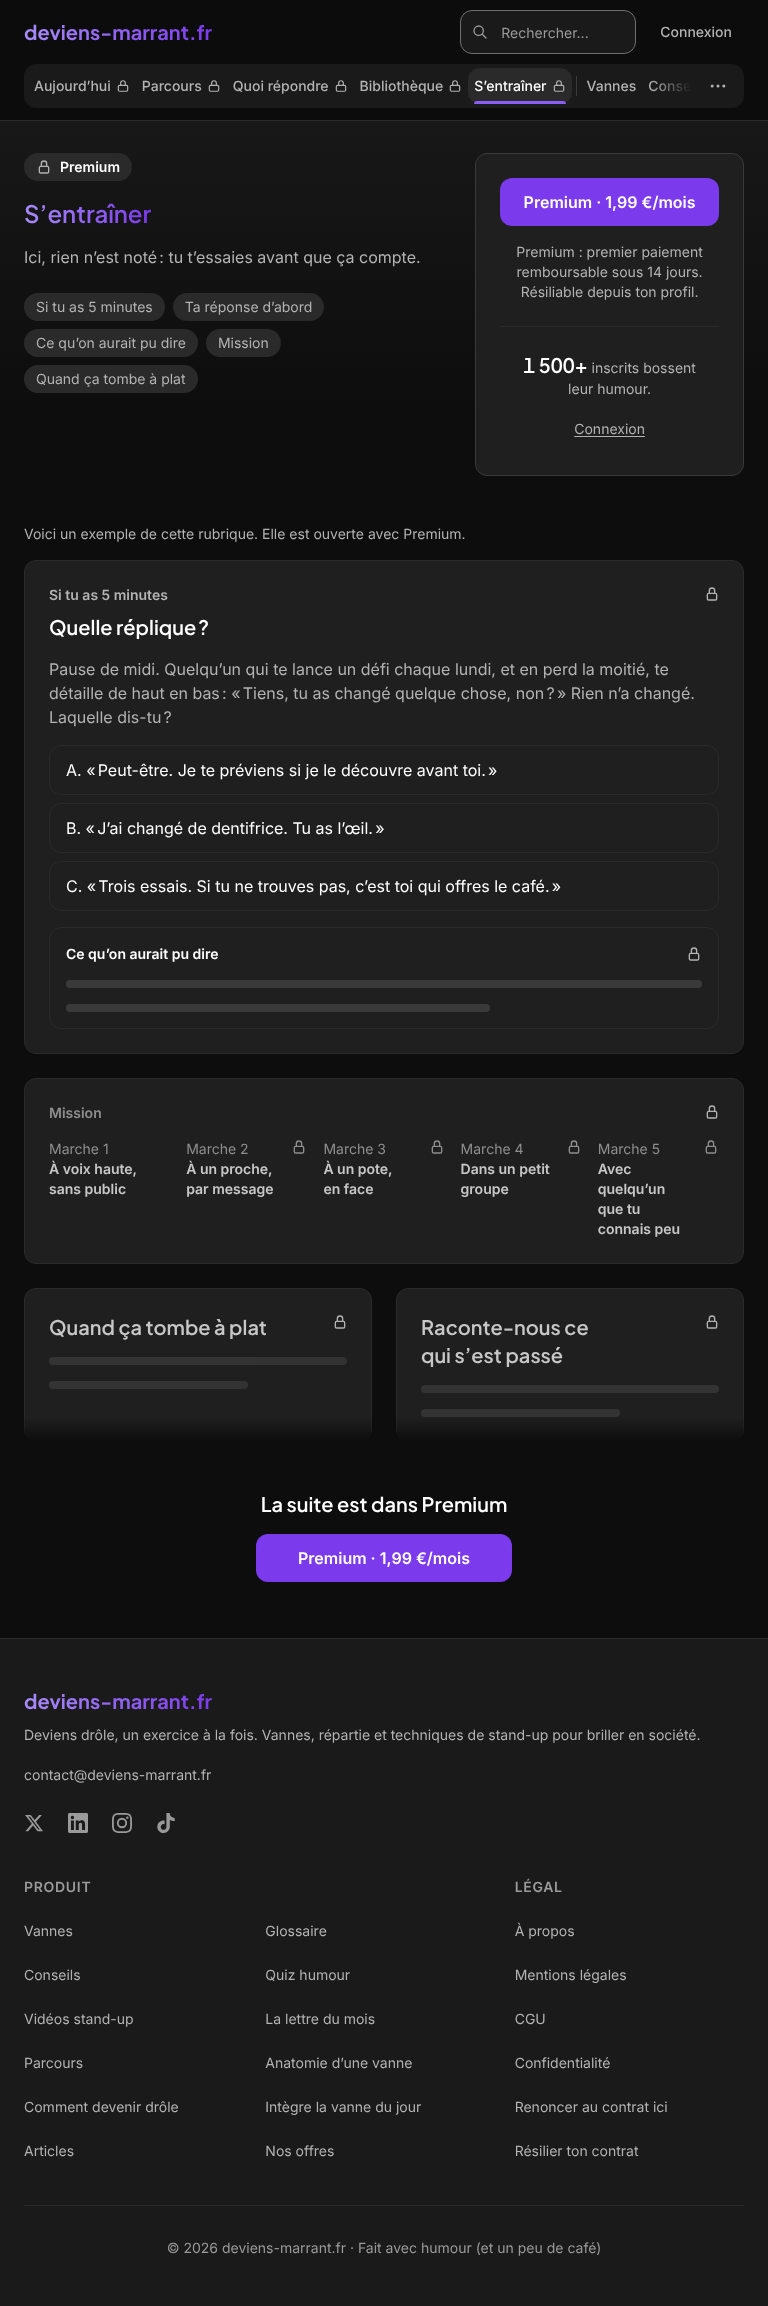 deviens-marrant.fr
Rechercher...
Connexion
Aujourd’hui
Parcours
Quoi répondre
Bibliothèque
S’entraîner
Vannes
Premium
S’entraîner
Ici, rien n’est noté : tu t’essaies avant que ça compte.
Si tu as 5 minutes
Ta réponse d’abord
Ce qu’on aurait pu dire
Mission
Quand ça tombe à plat
Premium · 1,99 €/mois
Premium : premier paiement
remboursable sous 14 jours.
Résiliable depuis ton profil.
1 500+ inscrits bossent
leur humour.
Connexion
Voici un exemple de cette rubrique. Elle est ouverte avec Premium.
Si tu as 5 minutes
Quelle réplique ?
Pause de midi. Quelqu’un qui te lance un défi chaque lundi, et en perd la moitié, te
détaille de haut en bas : « Tiens, tu as changé quelque chose, non ? » Rien n’a changé.
Laquelle dis-tu ?
A. « Peut-être. Je te préviens si je le découvre avant toi. »
B. « J’ai changé de dentifrice. Tu as l’œil. »
C. « Trois essais. Si tu ne trouves pas, c’est toi qui offres le café. »
Ce qu’on aurait pu dire
Mission
Marche 1
À voix haute,
sans public
Marche 2
À un proche,
par message
Marche 3
À un pote,
en face
Marche 4
Dans un petit
groupe
Marche 5
Avec
quelqu’un
que tu
connais peu
Quand ça tombe à plat
Raconte-nous ce
qui s’est passé
La suite est dans Premium
Premium · 1,99 €/mois
deviens-marrant.fr
Deviens drôle, un exercice à la fois. Vannes, répartie et techniques de stand-up pour briller en société.
contact@deviens-marrant.fr
PRODUIT
Vannes
Conseils
Vidéos stand-up
Parcours
Comment devenir drôle
Articles
Glossaire
Quiz humour
La lettre du mois
Anatomie d’une vanne
Intègre la vanne du jour
Nos offres
LÉGAL
À propos
Mentions légales
CGU
Confidentialité
Renoncer au contrat ici
Résilier ton contrat
© 2026 deviens-marrant.fr · Fait avec humour (et un peu de café)